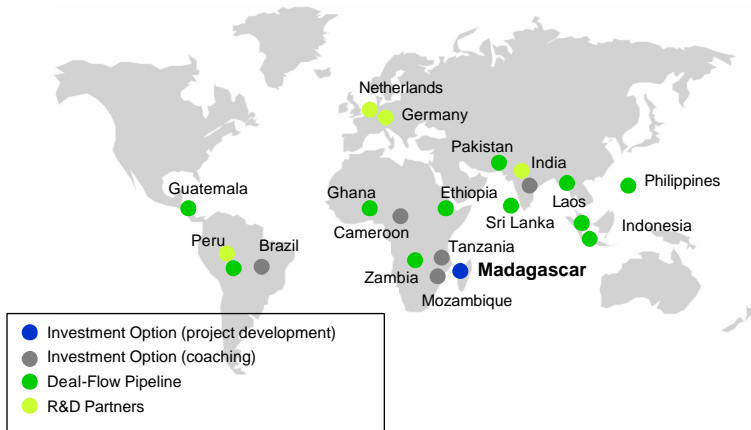 Netherlands
Germany
Pakistan
India
Guatemala
Ghana
Ethiopia
Philippines
Laos
Cameroon
Sri Lanka
Indonesia
Peru
Brazil
Tanzania
Zambia
Madagascar
Mozambique
Investment Option (project development)
Investment Option (coaching)
Deal-Flow Pipeline
R&D Partners